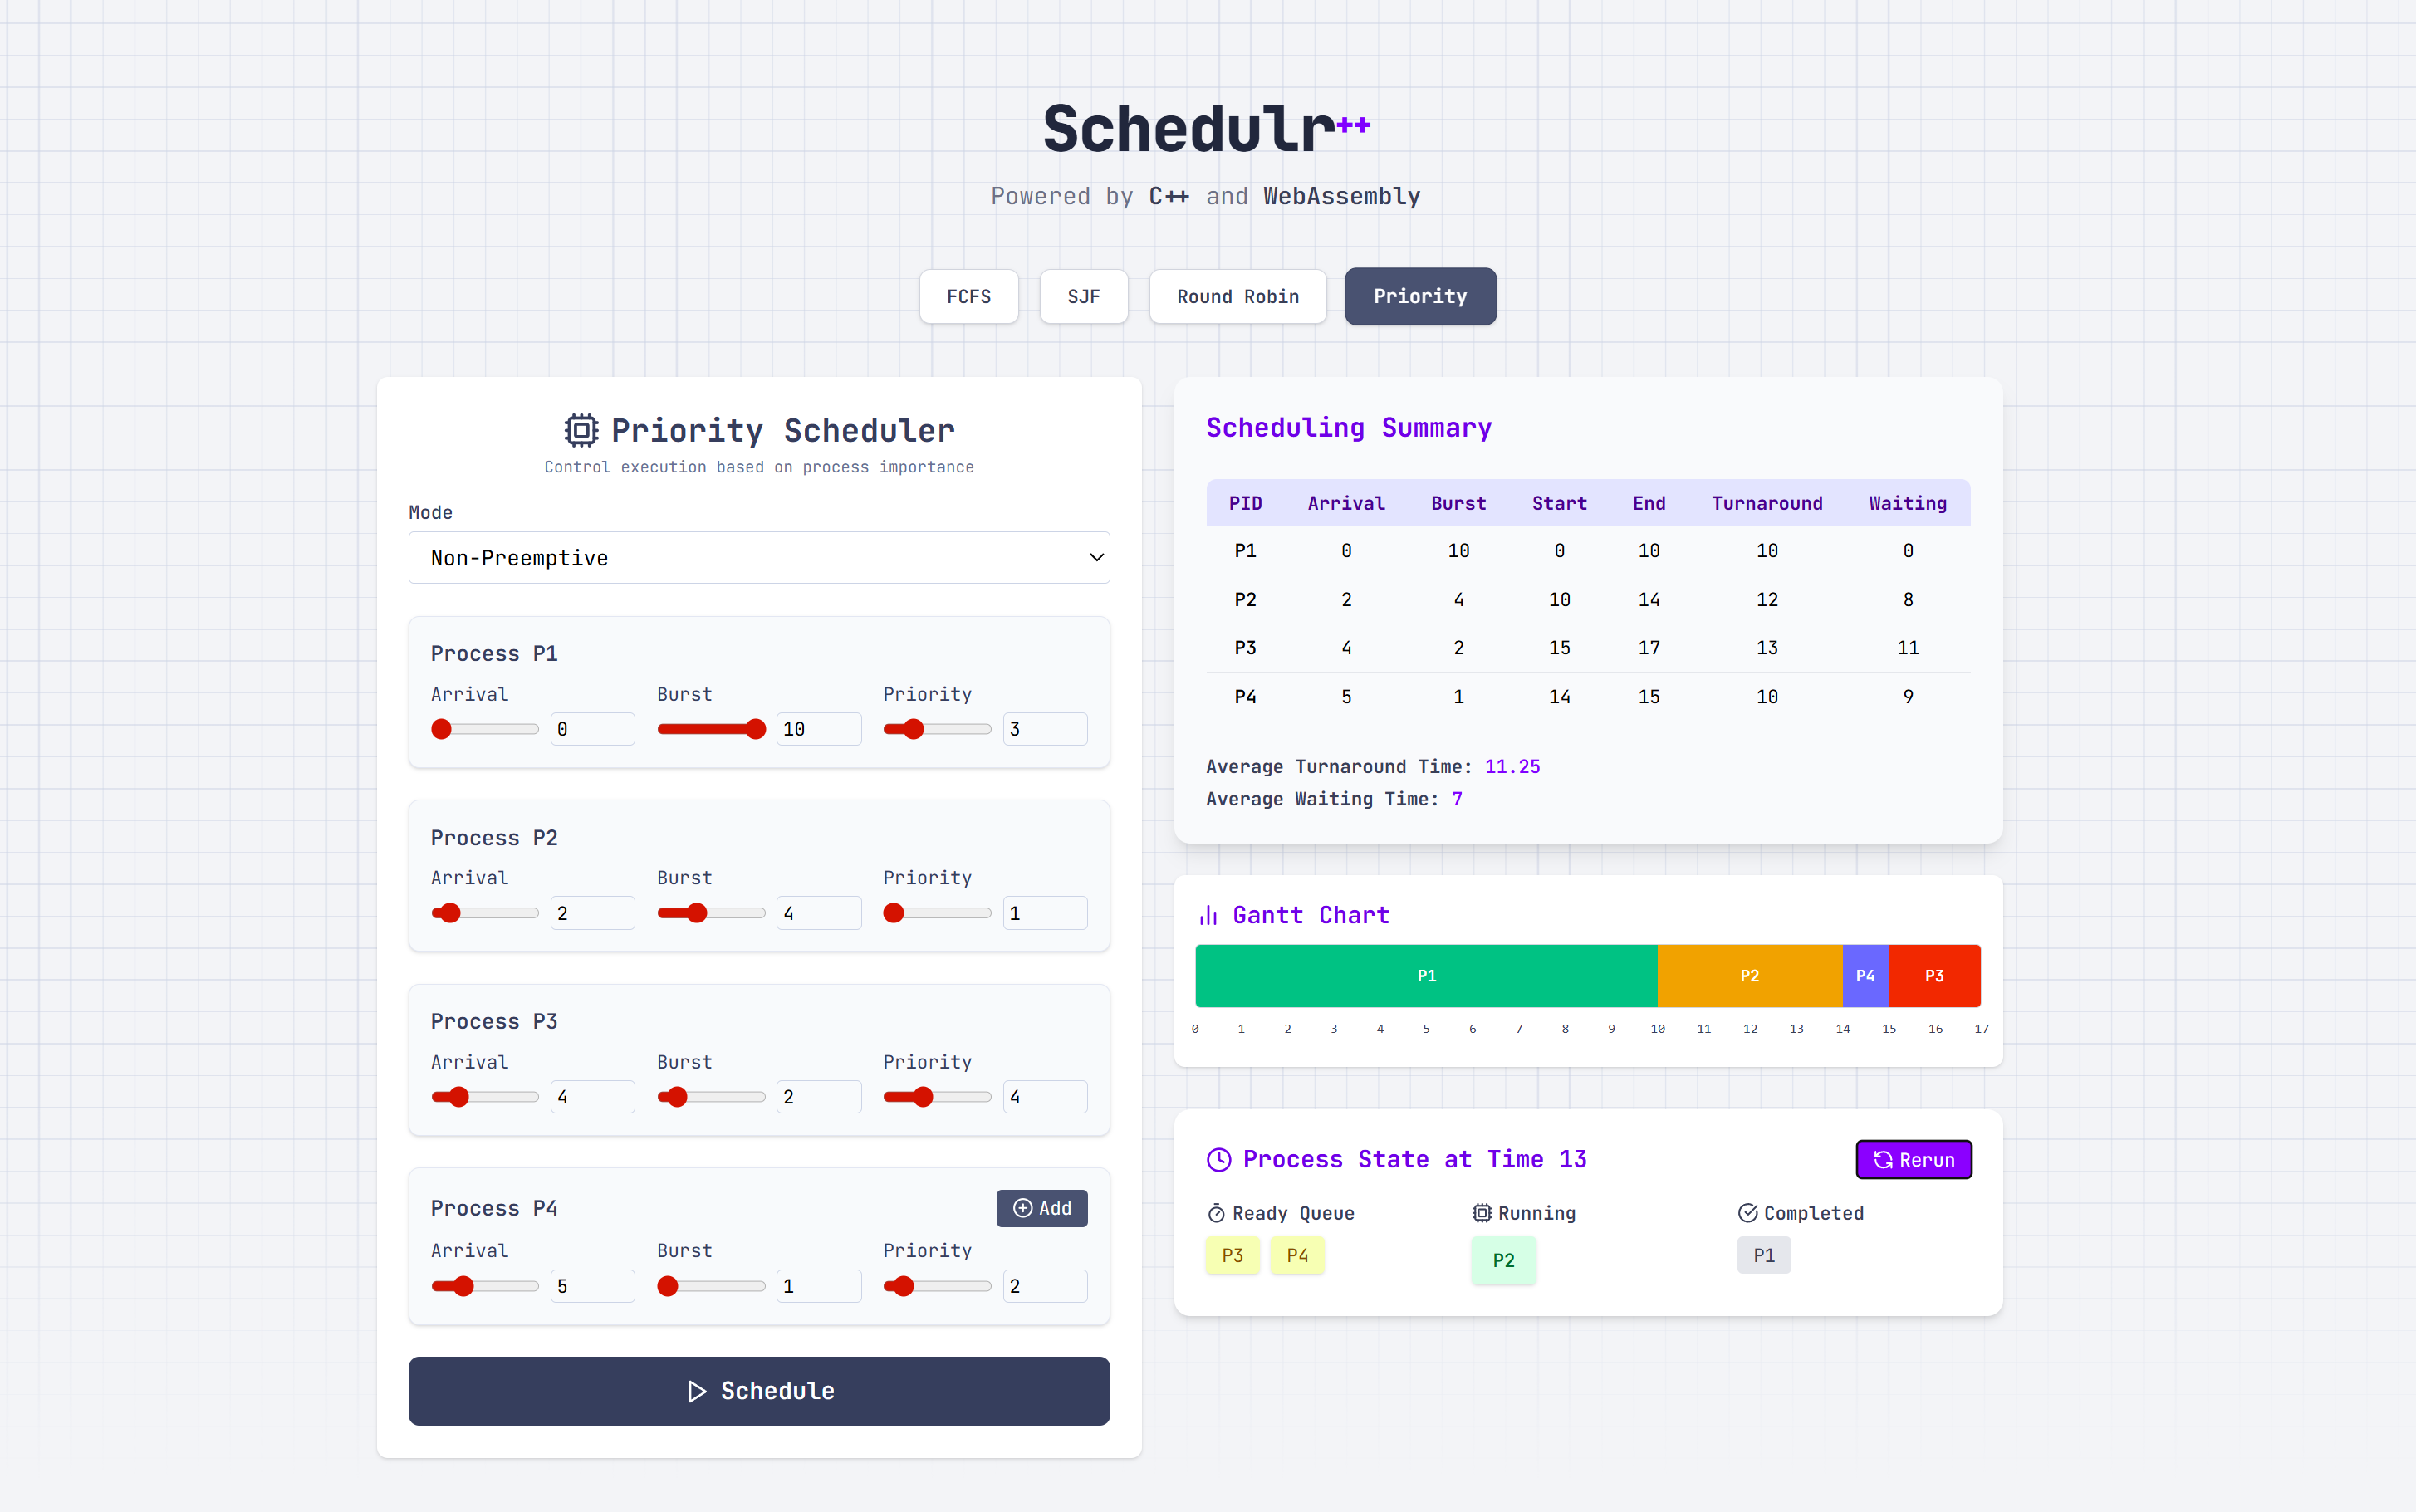 Schedulr++
Powered by C++ and WebAssembly
FCFS SJF Round Robin Priority
Priority Scheduler
Control execution based on process importance
Mode
Non-Preemptive
Process P1
Arrival Burst Priority
0 10 3
Process P2
Arrival Burst Priority
2 4 1
Process P3
Arrival Burst Priority
4 2 4
Process P4 Add
Arrival Burst Priority
5 1 2
Schedule
Scheduling Summary
PID Arrival Burst Start End Turnaround Waiting
P1 0 10 0 10 10 0
P2 2 4 10 14 12 8
P3 4 2 15 17 13 11
P4 5 1 14 15 10 9
Average Turnaround Time: 11.25
Average Waiting Time: 7
Gantt Chart
P1 P2 P4 P3
0 1 2 3 4 5 6 7 8 9 10 11 12 13 14 15 16 17
Process State at Time 13 Rerun
Ready Queue Running Completed
P3 P4 P2 P1